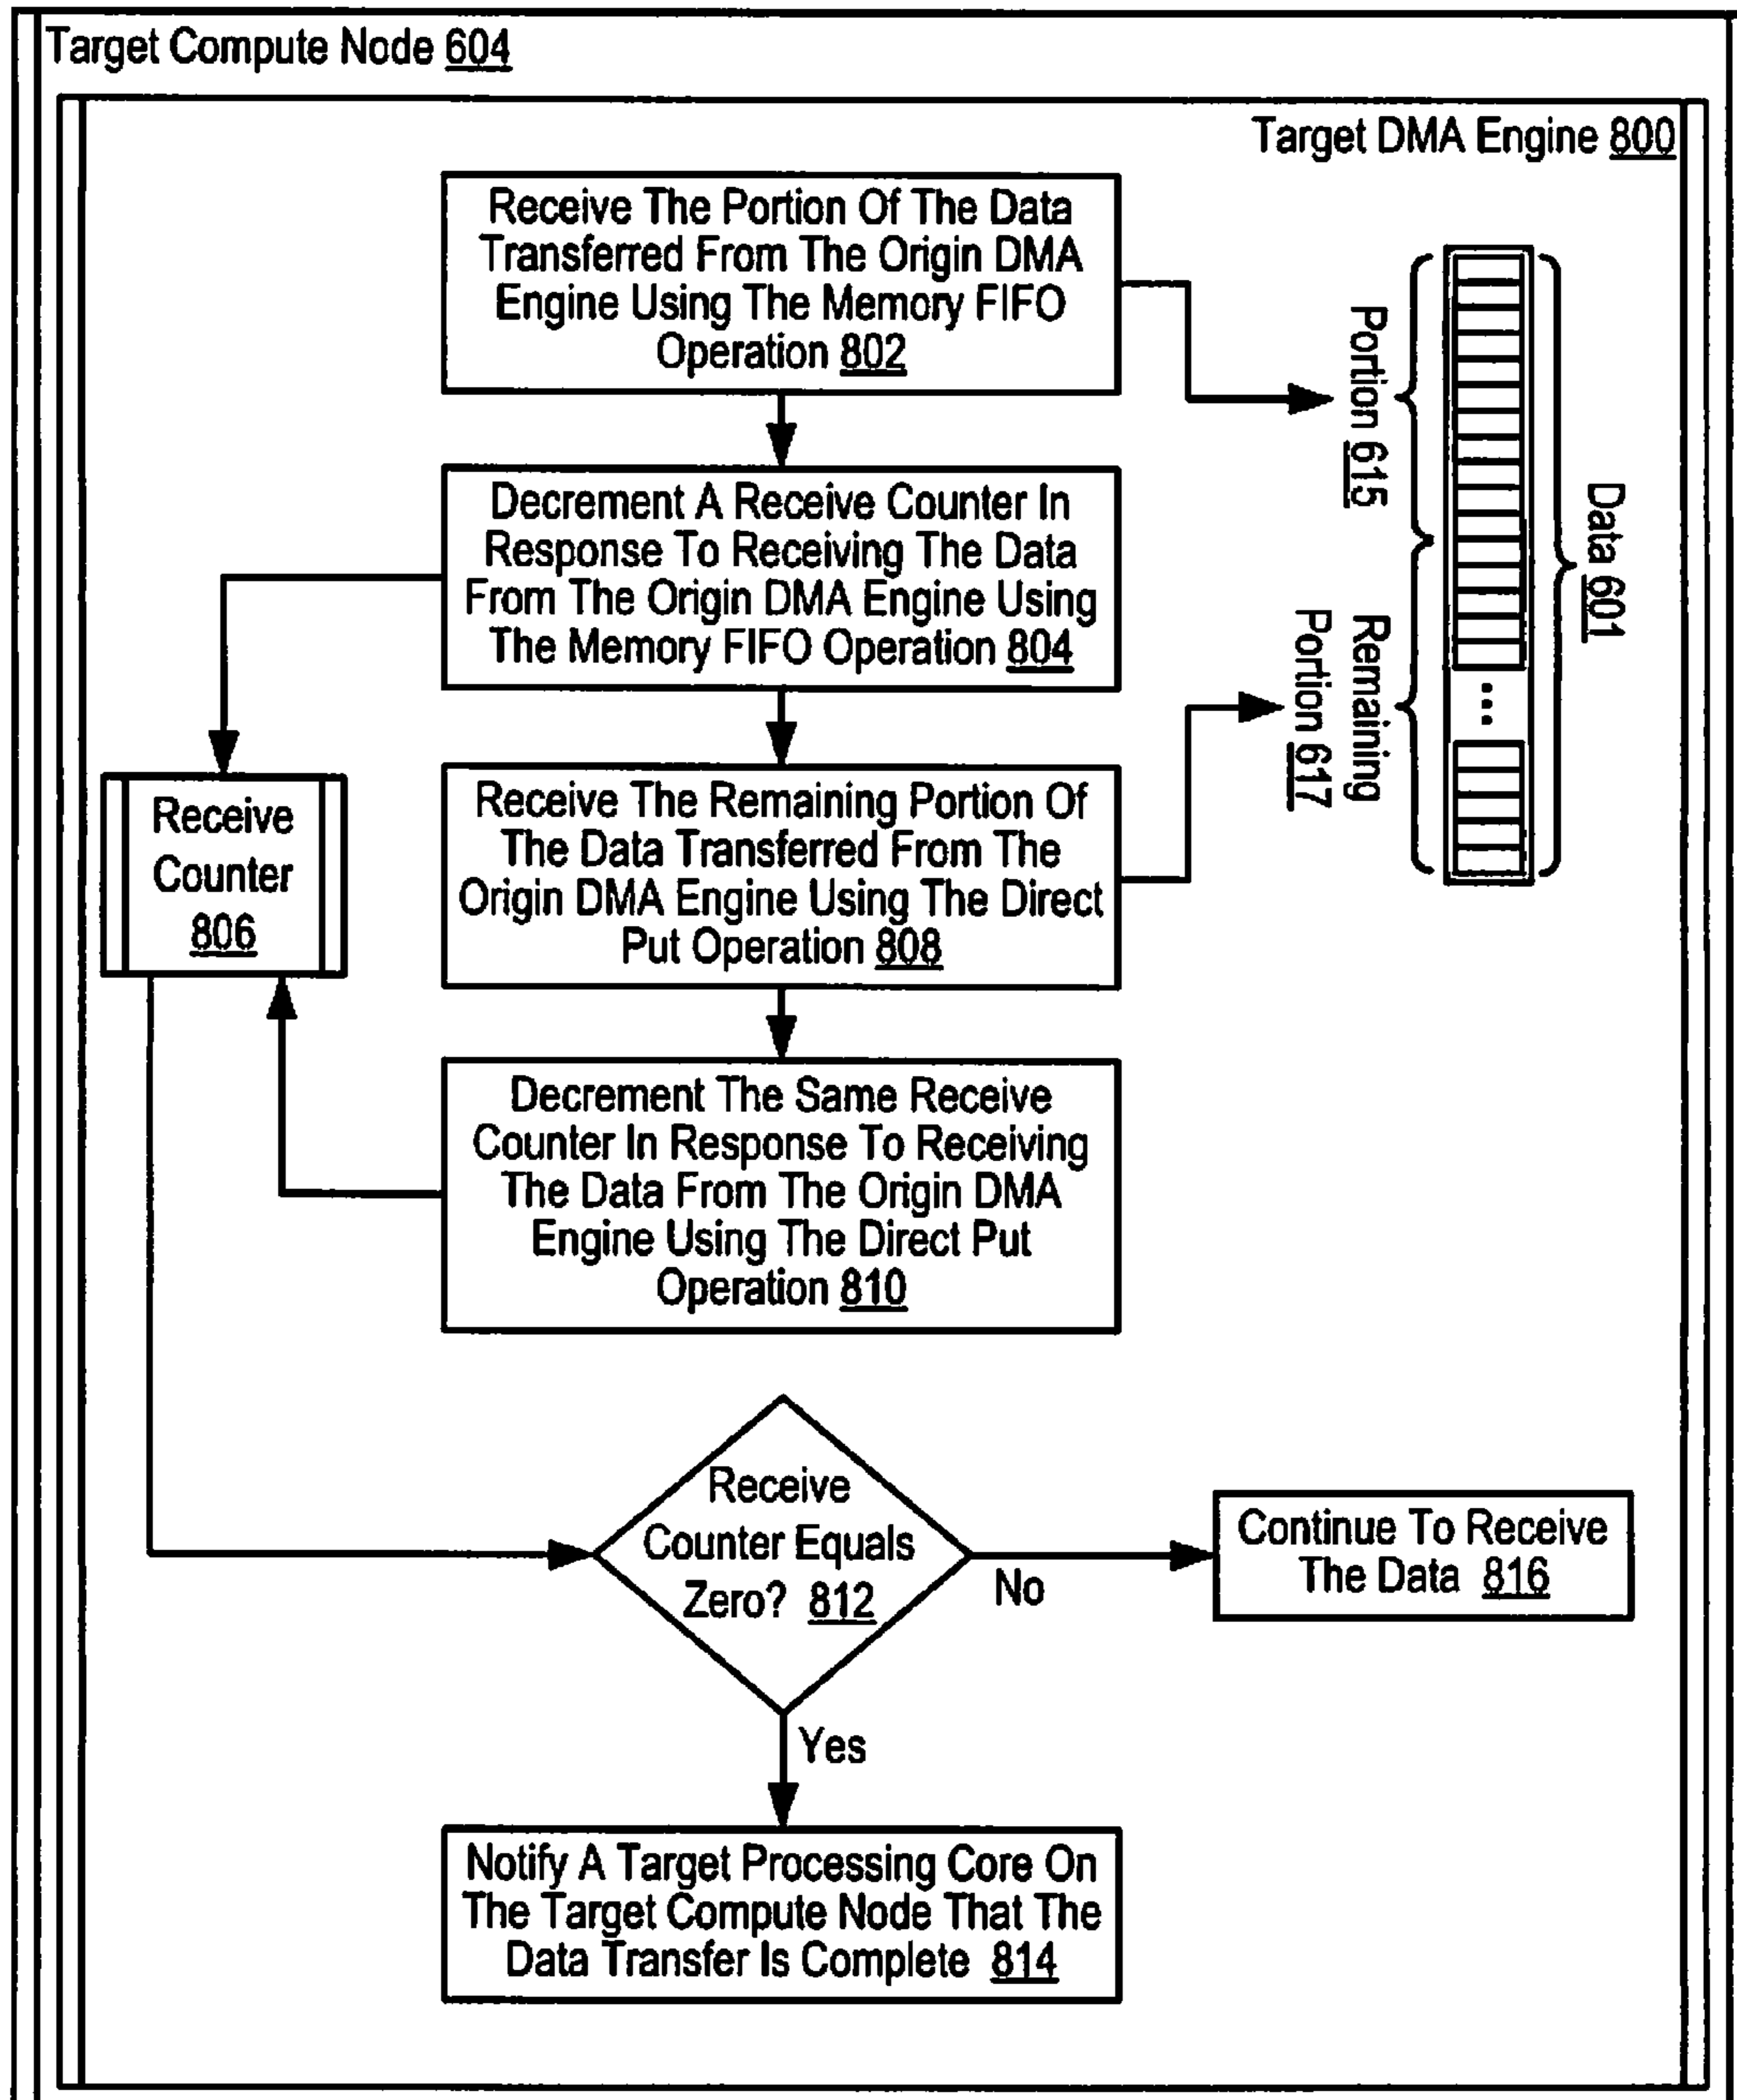 Target Compute Node 604
Target DMA Engine 800
Receive The Portion Of The Data
Transferred From The Origin DMA
Engine Using The Memory FIFO
Operation 802
Portion 615
Data 601
Remaining
Portion 617
...
Decrement A Receive Counter In
Response To Receiving The Data
From The Origin DMA Engine Using
The Memory FIFO Operation 804
Receive
Counter
806
Receive The Remaining Portion Of
The Data Transferred From The
Origin DMA Engine Using The Direct
Put Operation 808
Decrement The Same Receive
Counter In Response To Receiving
The Data From The Origin DMA
Engine Using The Direct Put
Operation 810
Receive
Counter Equals
Zero? 812
No
Continue To Receive
The Data 816
Yes
Notify A Target Processing Core On
The Target Compute Node That The
Data Transfer Is Complete 814